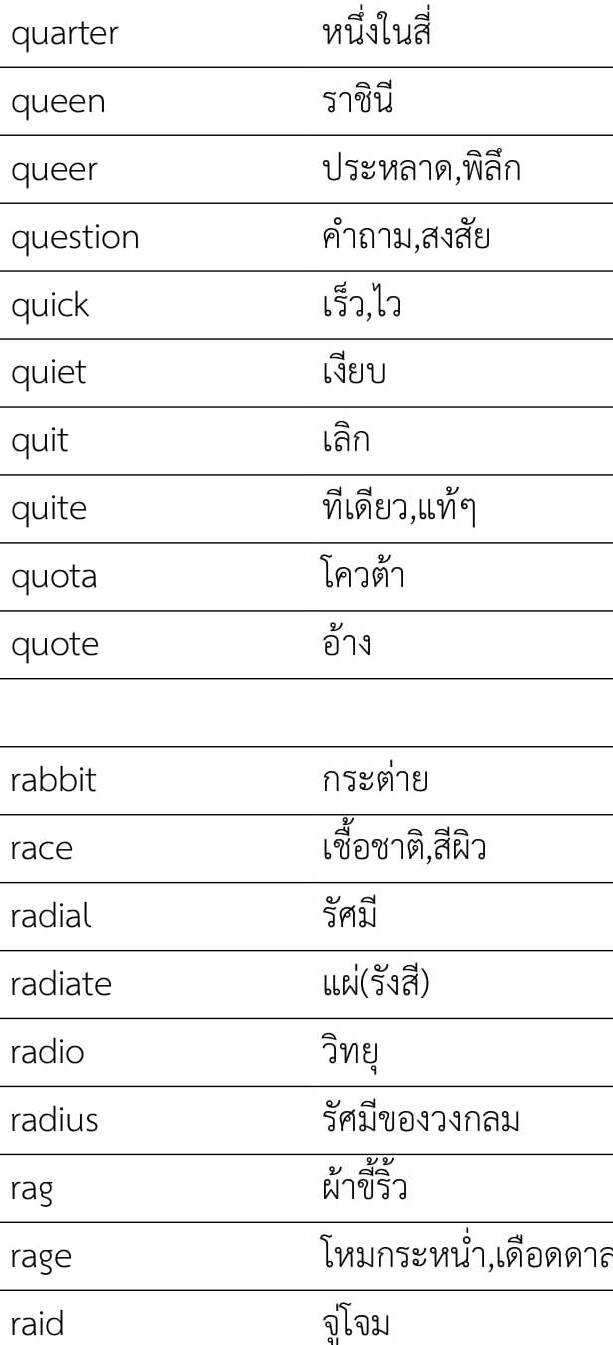 quarter หนึ่งในสี่
queen ราชินี
queer ประหลาด,พิลึก
question คำถาม,สงสัย
quick เร็ว,ไว
quiet เงียบ
quit เลิก
quite ทีเดียว,แท้ๆ
quota โควต้า
quote อ้าง
rabbit กระต่าย
race เชื้อชาติ,สีผิว
radial รัศมี
radiate แผ่(รังสี)
radio วิทยุ
radius รัศมีของวงกลม
rag ผ้าขี้ริ้ว
rage โหมกระหน่ำ,เดือดดาล
raid จู่โจม